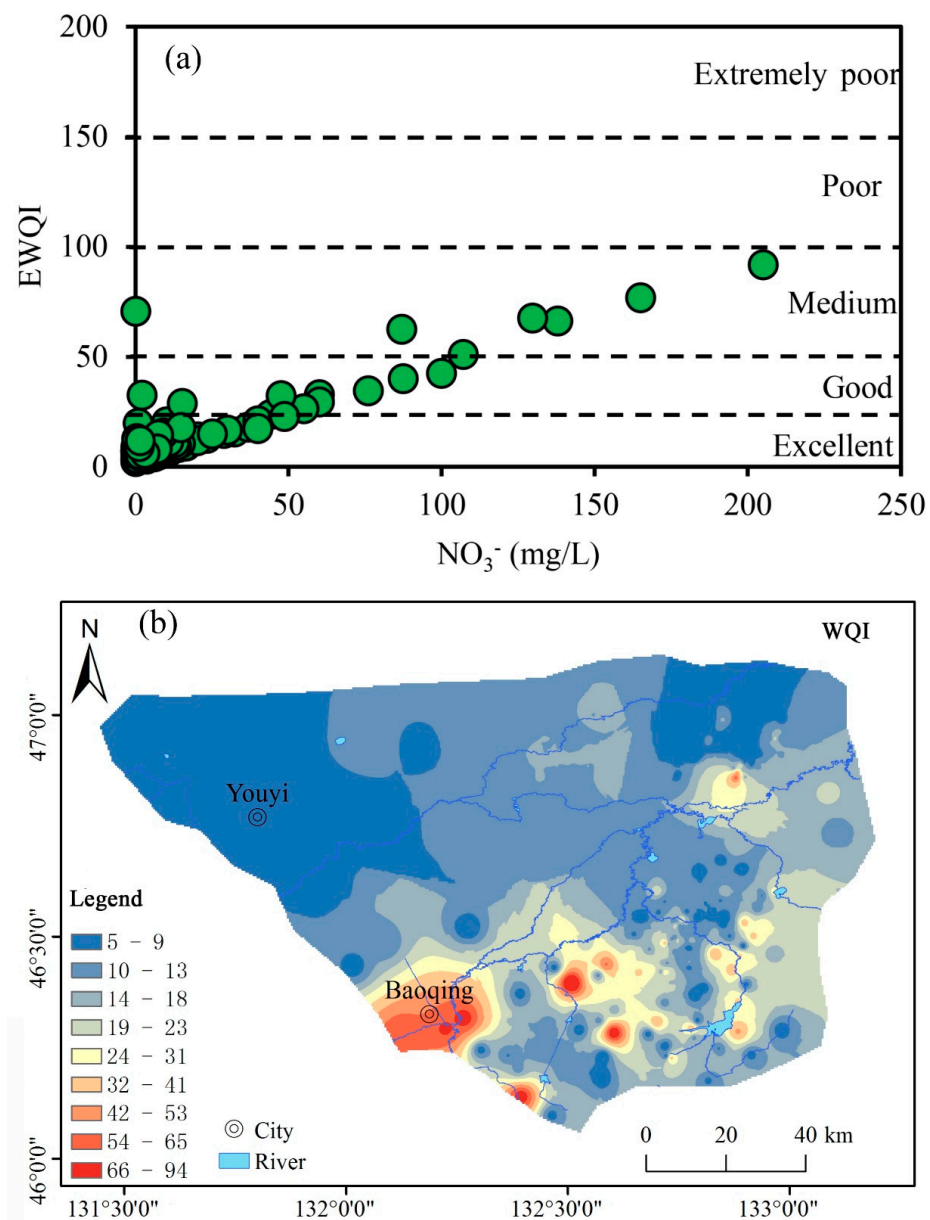 (a)
200
150
100
50
0
EWQI
Extremely poor
Poor
Medium
Good
Excellent
0 50 100 150 200 250
NO₃⁻ (mg/L)
(b)
N
WQI
47°0'0"
46°30'0"
46°0'0"
Youyi
Baoqing
Legend
5 - 9
10 - 13
14 - 18
19 - 23
24 - 31
32 - 41
42 - 53
54 - 65
66 - 94
City
River
0 20 40 km
131°30'0" 132°0'0" 132°30'0" 133°0'0"